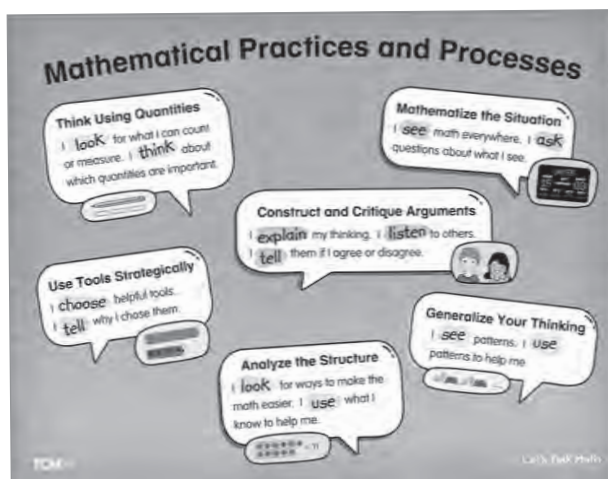 Mathematical Practices and Processes
Think Using Quantities
I look for what I can count
or measure. I think about
which quantities are important.
Mathematize the Situation
I see math everywhere. I ask
questions about what I see.
Construct and Critique Arguments
I explain my thinking. I listen to others.
I tell them if I agree or disagree.
Use Tools Strategically
I choose helpful tools.
I tell why I chose them.
Generalize Your Thinking
I see patterns. I use
patterns to help me
Analyze the Structure
I look for ways to make the
math easier. I use what I
know to help me.
TCM
Let's Talk Math